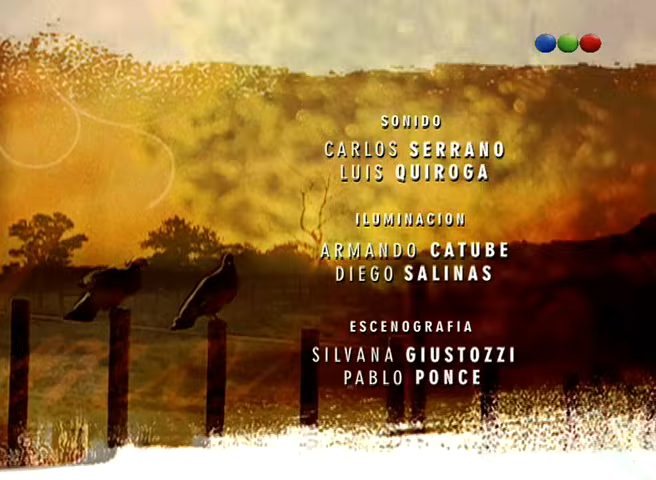 SONIDO
CARLOS SERRANO
LUIS QUIROGA
ILUMINACION
ARMANDO CATUBE
DIEGO SALINAS
ESCENOGRAFIA
SILVANA GIUSTOZZI
PABLO PONCE